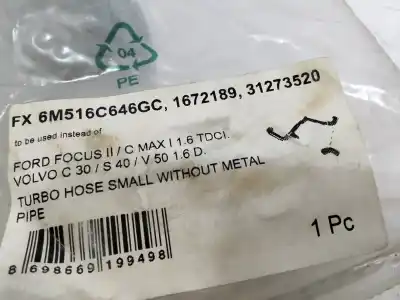 04
PE
FX 6M516C646GC, 1672189, 31273520
to be used instead of
FORD FOCUS II / C MAX I 1.6 TDCI.
VOLVO C 30 / S 40 / V 50 1.6 D.
TURBO HOSE SMALL WITHOUT METAL
PIPE
1 Pc
8 698669 199498